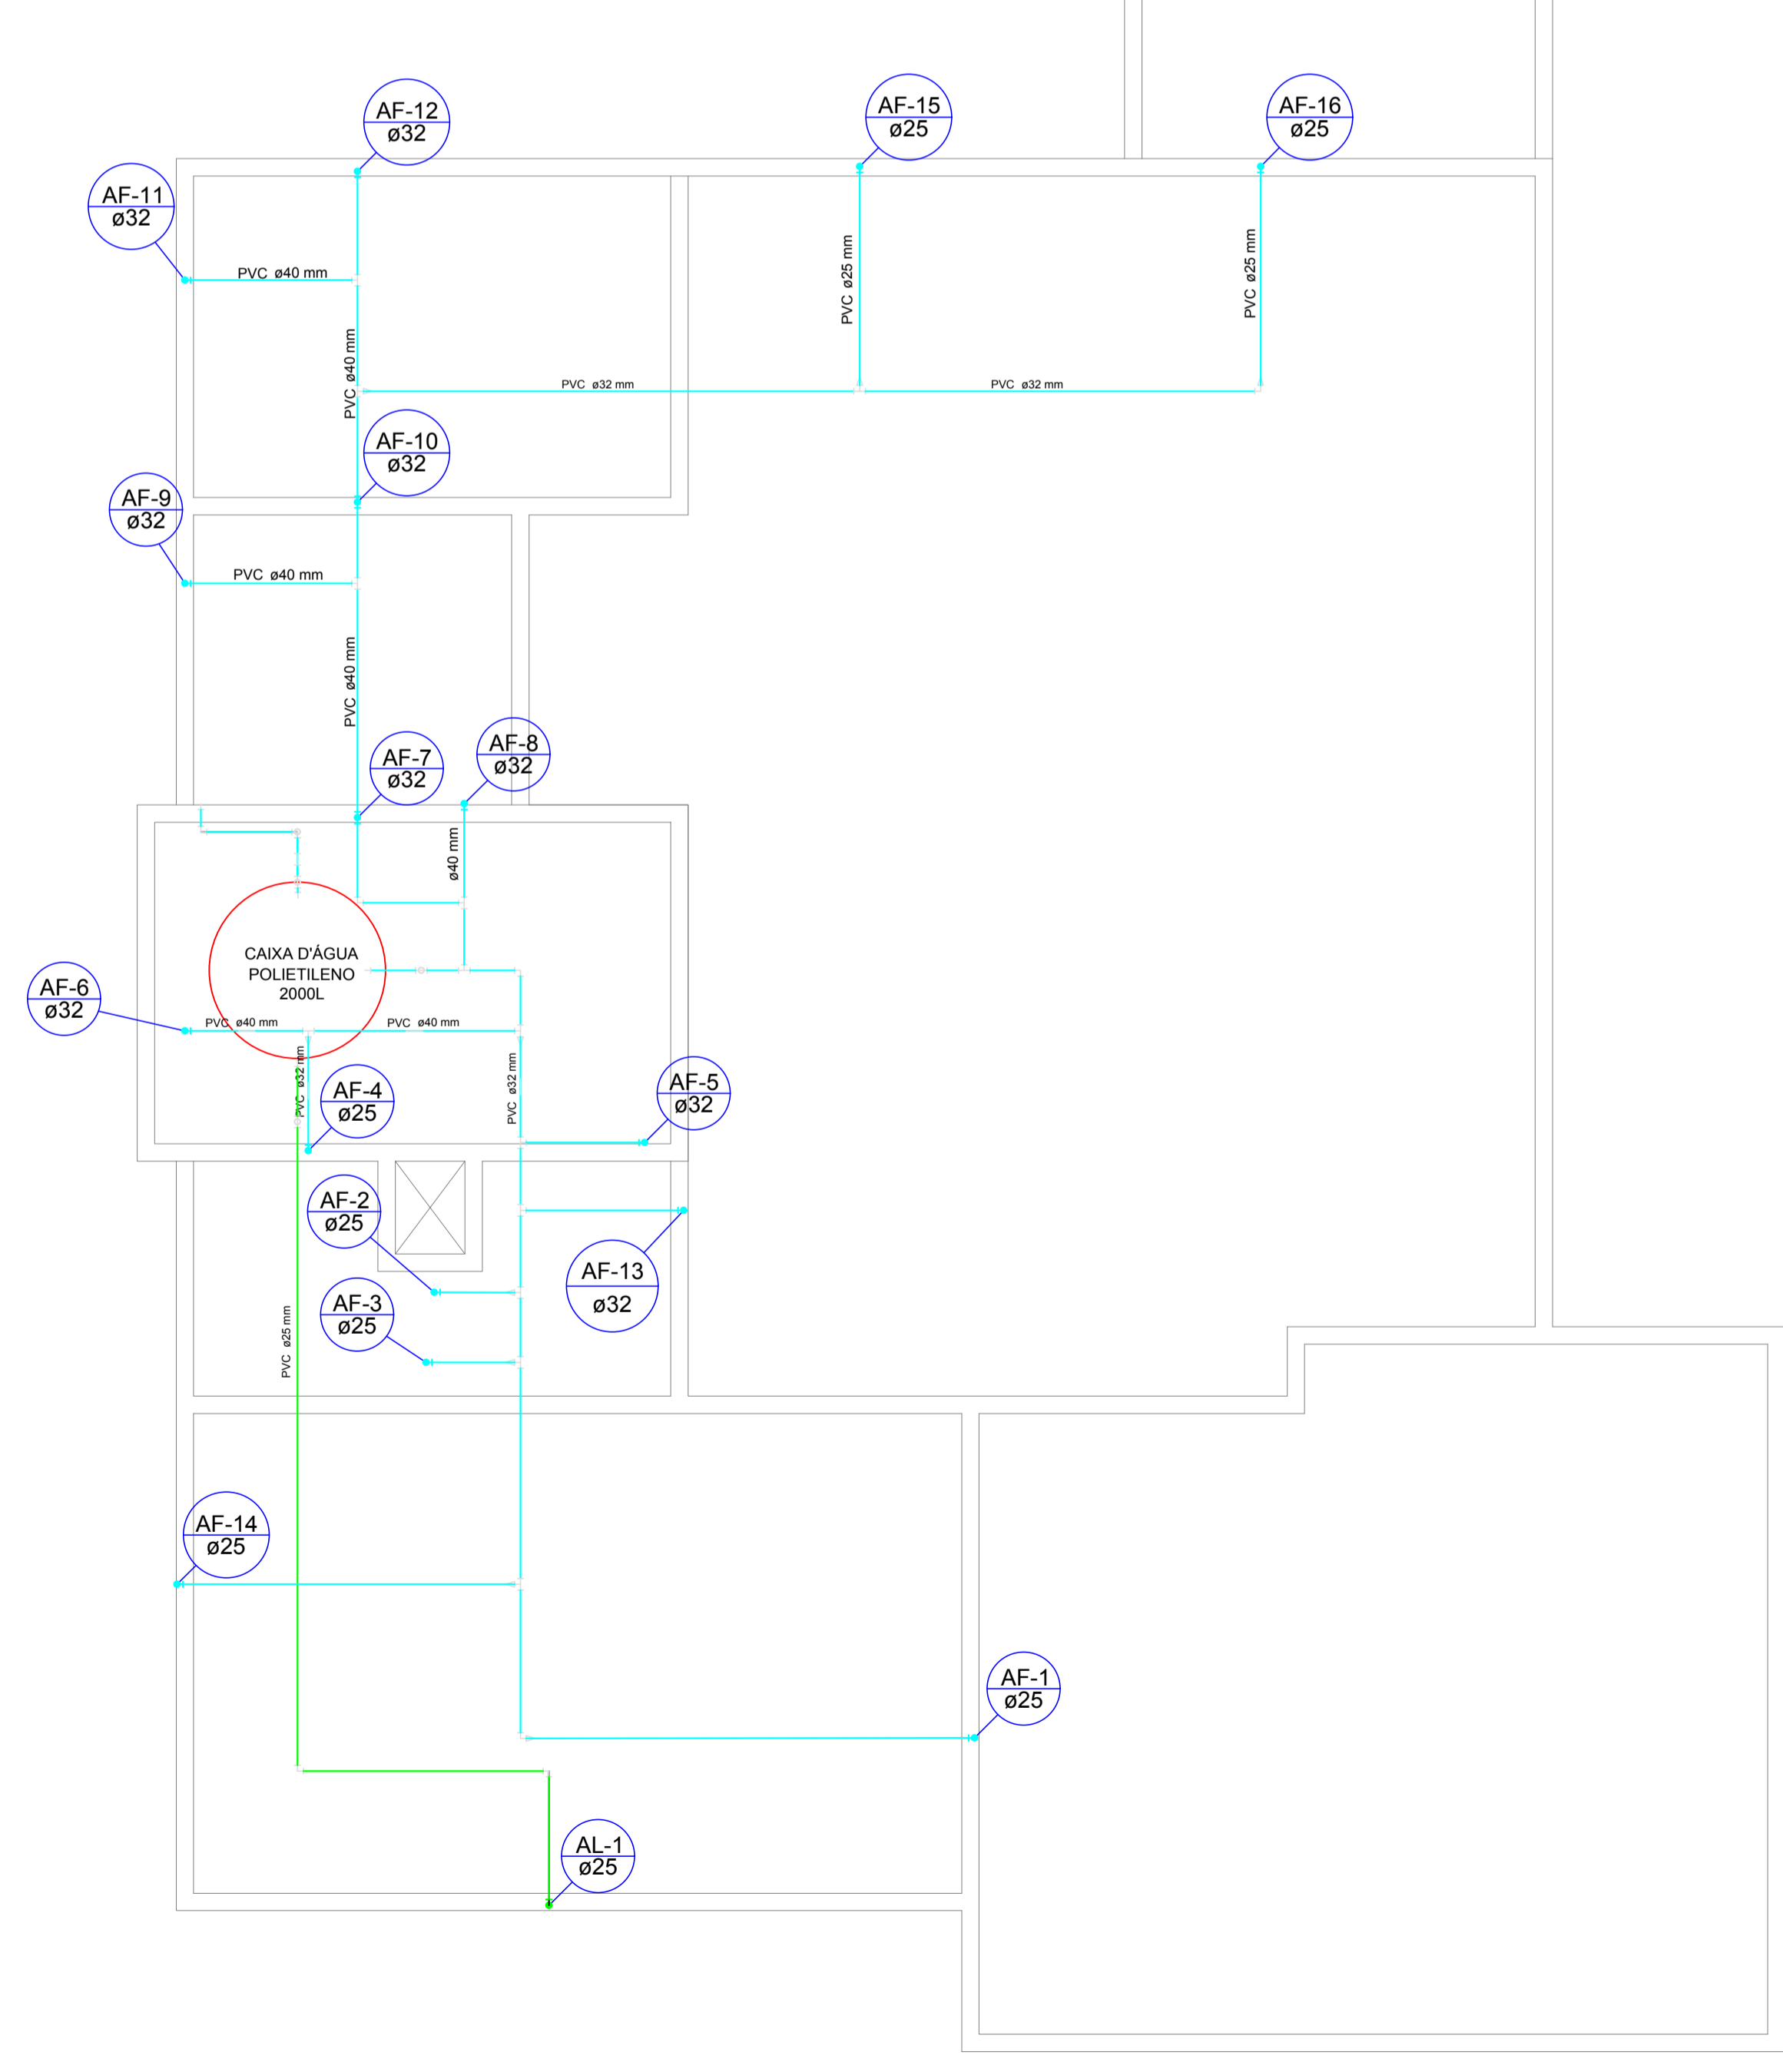 AF-12
ø32
AF-15
ø25
AF-16
ø25
AF-11
ø32
PVC ø40 mm
PVC ø25 mm
PVC ø25 mm
PVC ø40 mm
PVC ø32 mm
PVC ø32 mm
AF-10
ø32
AF-9
ø32
PVC ø40 mm
PVC ø40 mm
AF-8
ø32
AF-7
ø32
ø40 mm
CAIXA D'ÁGUA
POLIETILENO
2000L
AF-6
ø32
PVC ø40 mm
PVC ø40 mm
PVC ø32 mm
PVC ø32 mm
AF-5
ø32
AF-4
ø25
AF-2
ø25
AF-13
ø32
AF-3
ø25
PVC ø25 mm
AF-14
ø25
AF-1
ø25
AL-1
ø25